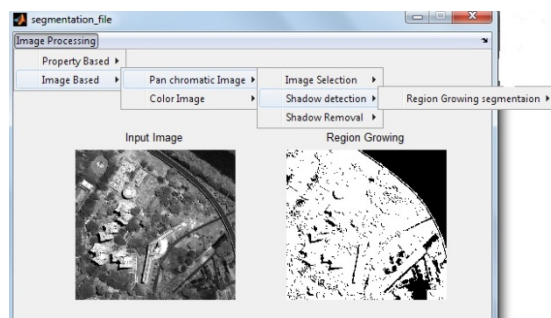 segmentation_file
Image Processing
Property Based
Image Based
Pan chromatic Image
Color Image
Image Selection
Shadow detection
Shadow Removal
Region Growing segmentaion
Input Image
Region Growing